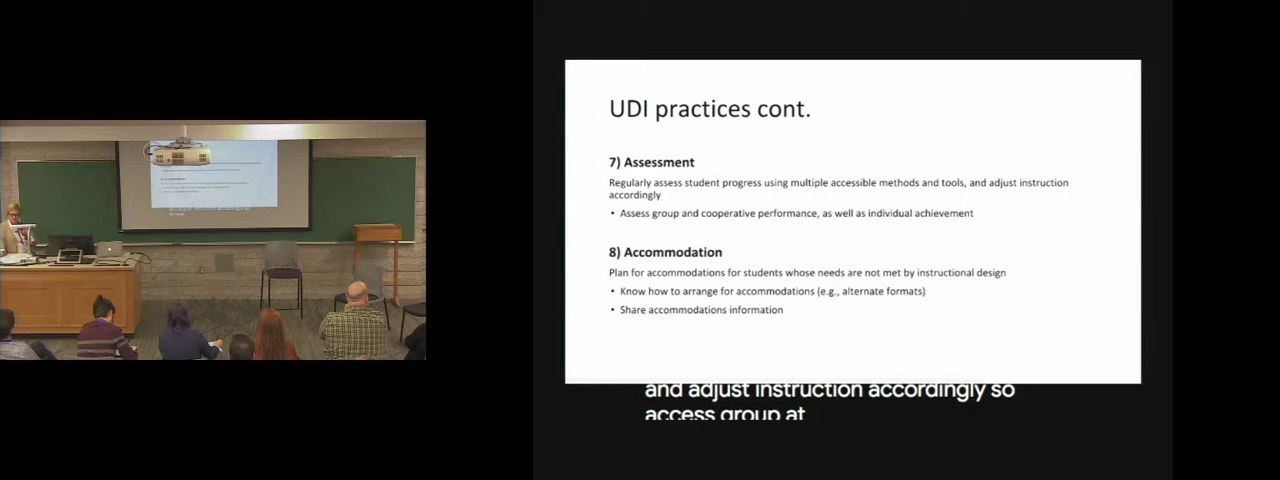 UDI practices cont.
7) Assessment
Regularly assess student progress using multiple accessible methods and tools, and adjust instruction
accordingly
• Assess group and cooperative performance, as well as individual achievement
8) Accommodation
Plan for accommodations for students whose needs are not met by instructional design
• Know how to arrange for accommodations (e.g., alternate formats)
• Share accommodations information
and adjust instruction accordingly so
access group at